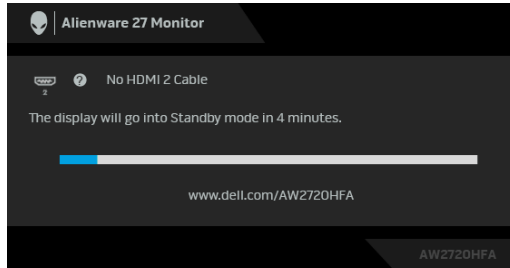 Alienware 27 Monitor
? No HDMI 2 Cable
2
The display will go into Standby mode in 4 minutes.
www.dell.com/AW2720HFA
AW2720HFA